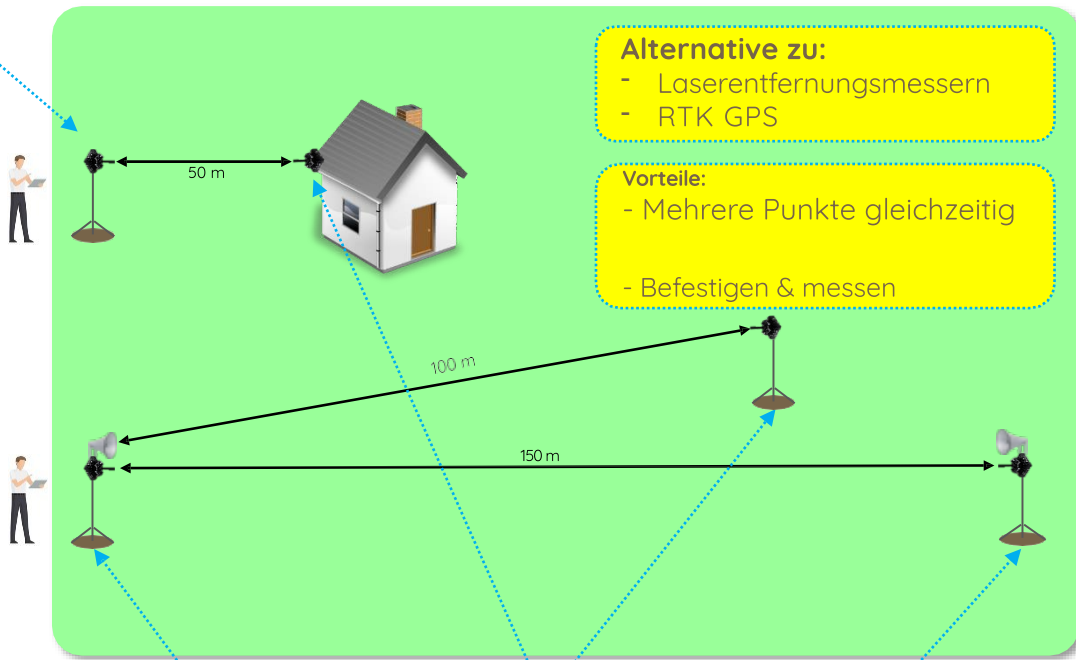 Alternative zu:
- Laserentfernungsmessern
- RTK GPS
50 m
Vorteile:
- Mehrere Punkte gleichzeitig
- Befestigen & messen
100 m
150 m